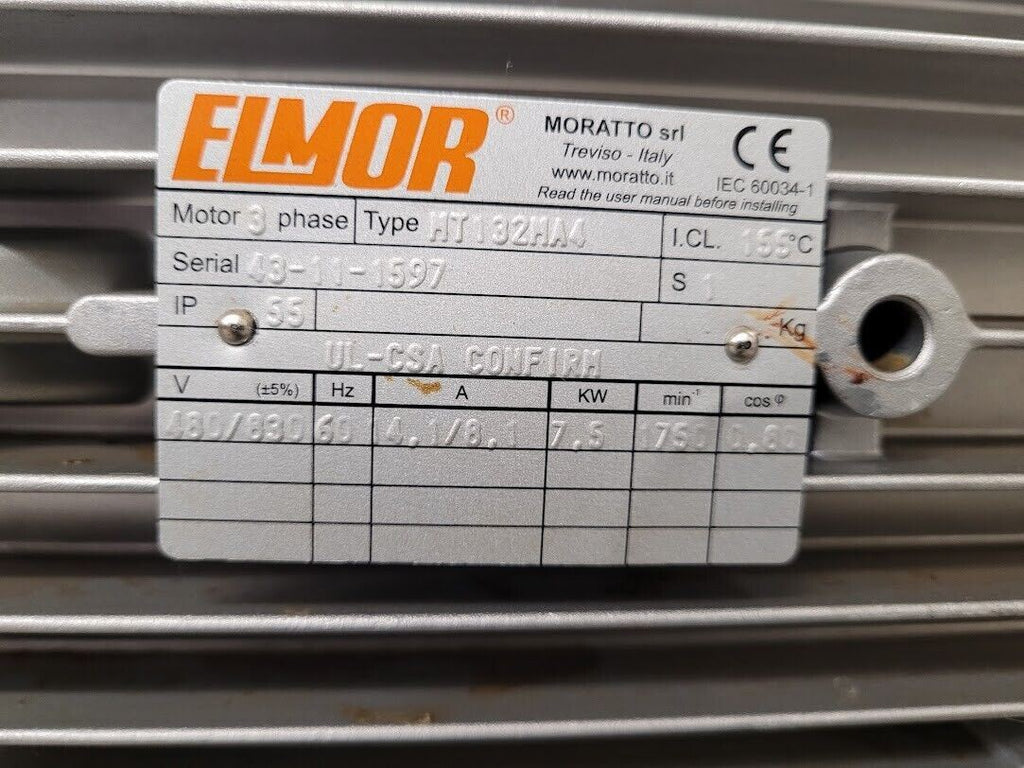 ELMOR®
MORATTO srl
Treviso - Italy
www.moratto.it
Read the user manual before installing
CE
IEC 60034-1
Motor 3 phase Type MT132MA4 I.CL. 155°C
Serial 43-11-1597 S 1
IP 55 Kg
UL-CSA CONFIRM
V (±5%) Hz A KW min⁻¹ cos φ
480/830 60 14.1/8.1 7,5 1750 0.80